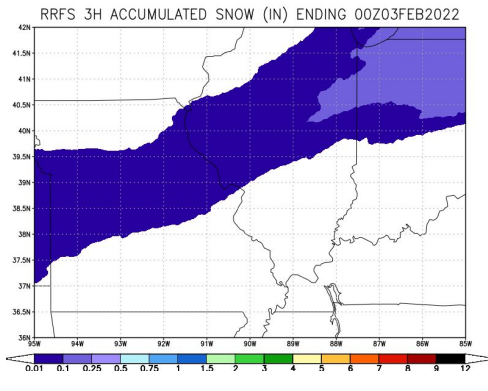 RRFS 3H ACCUMULATED SNOW (IN) ENDING 00Z03FEB2022
42N
41.5N
41N
40.5N
40N
39.5N
39N
38.5N
38N
37.5N
37N
36.5N
36N
95W 94W 93W 92W 91W 90W 89W 88W 87W 86W 85W
0.01 0.1 0.25 0.5 0.75 1 1.5 2 3 4 5 6 7 8 9 12